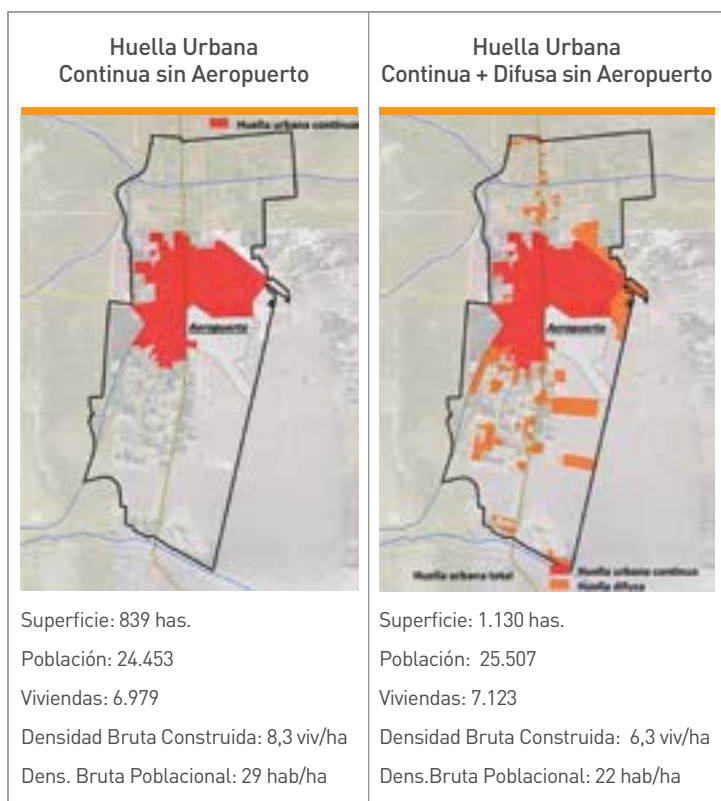 Huella Urbana
Continua sin Aeropuerto
Huella urbana continua
Aeropuerto
Superficie: 839 has.
Población: 24.453
Viviendas: 6.979
Densidad Bruta Construida: 8,3 viv/ha
Dens. Bruta Poblacional: 29 hab/ha
Huella Urbana
Continua + Difusa sin Aeropuerto
Aeropuerto
Huella urbana total
Huella urbana continua
Huella difusa
Superficie: 1.130 has.
Población: 25.507
Viviendas: 7.123
Densidad Bruta Construida: 6,3 viv/ha
Dens.Bruta Poblacional: 22 hab/ha